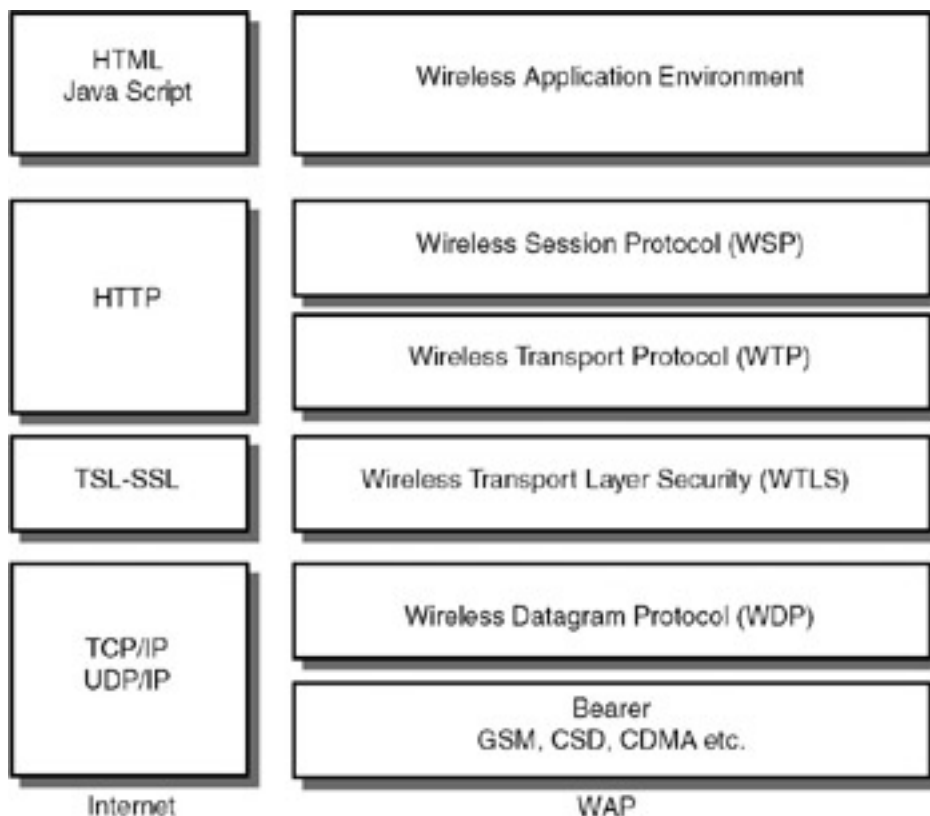 HTML
Java Script
Wireless Application Environment
HTTP
Wireless Session Protocol (WSP)
Wireless Transport Protocol (WTP)
TSL-SSL
Wireless Transport Layer Security (WTLS)
TCP/IP
UDP/IP
Wireless Datagram Protocol (WDP)
Bearer
GSM, CSD, CDMA etc.
Internet
WAP